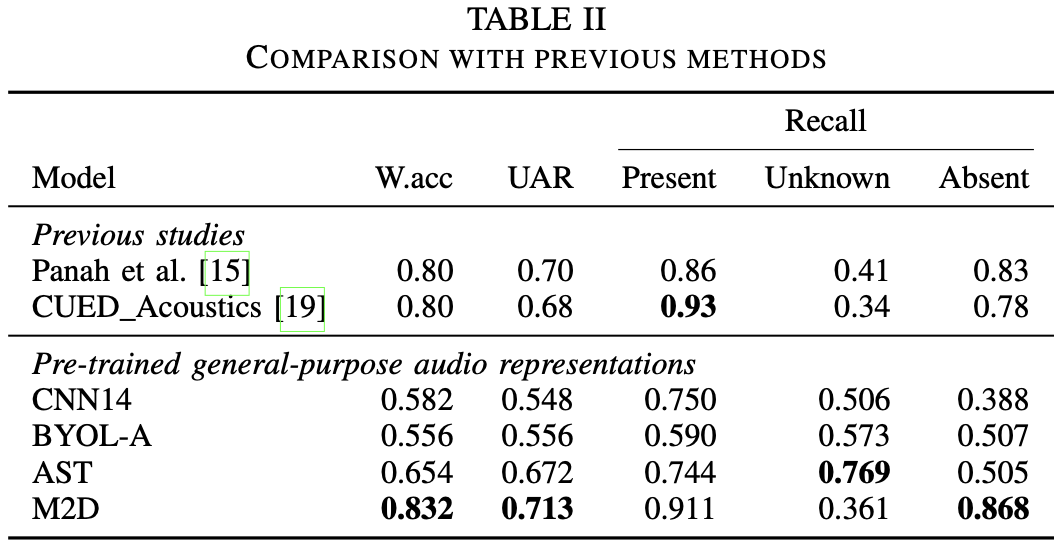 TABLE II
COMPARISON WITH PREVIOUS METHODS
Recall
Model W.acc UAR Present Unknown Absent
Previous studies
Panah et al. [15] 0.80 0.70 0.86 0.41 0.83
CUED_Acoustics [19] 0.80 0.68 0.93 0.34 0.78
Pre-trained general-purpose audio representations
CNN14 0.582 0.548 0.750 0.506 0.388
BYOL-A 0.556 0.556 0.590 0.573 0.507
AST 0.654 0.672 0.744 0.769 0.505
M2D 0.832 0.713 0.911 0.361 0.868